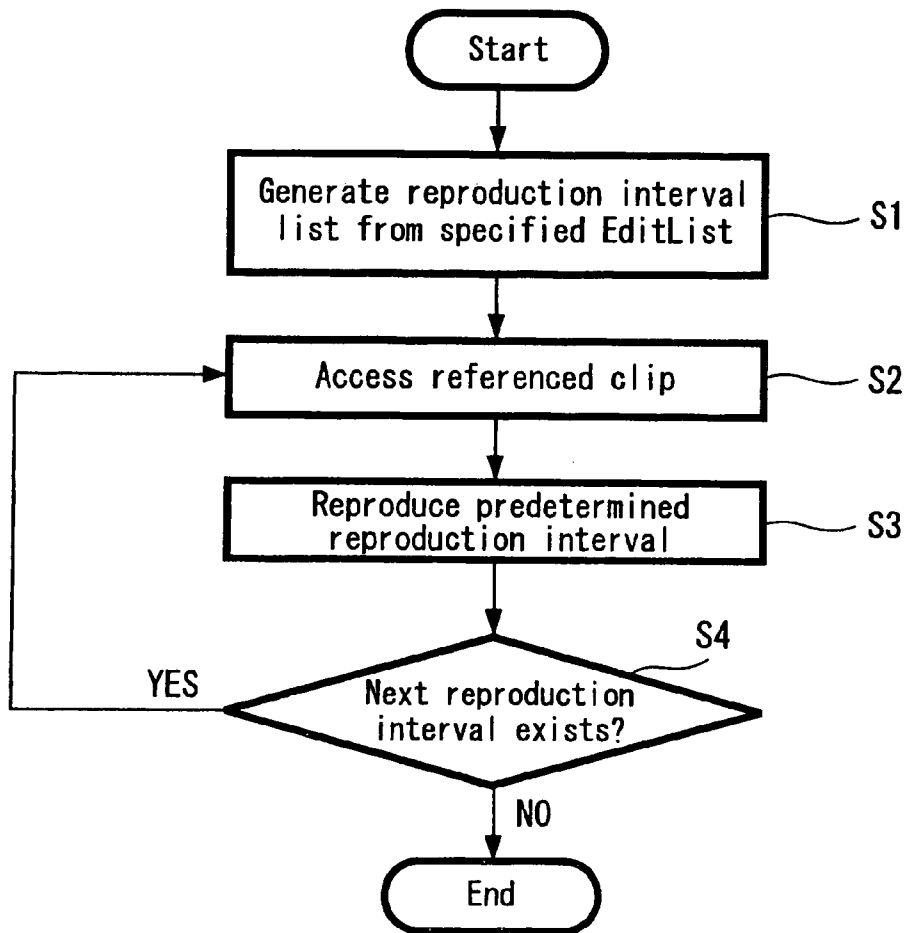 Start
Generate reproduction interval
list from specified EditList
S1
Access referenced clip
S2
Reproduce predetermined
reproduction interval
S3
S4
YES
Next reproduction
interval exists?
NO
End